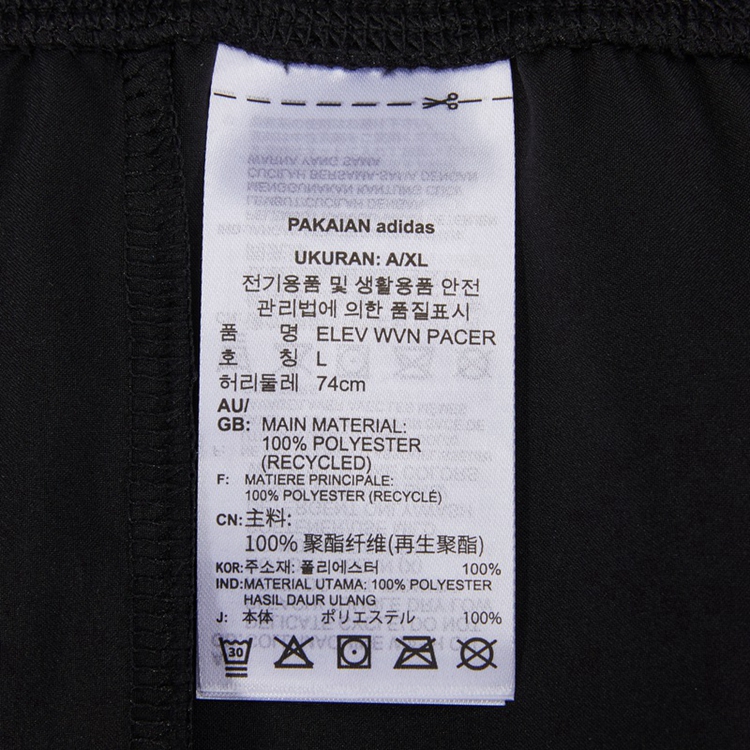 PAKAIAN adidas
UKURAN: A/XL
전기용품 및 생활용품 안전
관리법에 의한 품질표시
품 명 ELEV WVN PACER
호 칭 L
허리둘레 74cm
AU/
GB: MAIN MATERIAL:
100% POLYESTER
(RECYCLED)
F: MATIERE PRINCIPALE:
100% POLYESTER (RECYCLÉ)
CN: 主料:
100% 聚酯纤维(再生聚酯)
KOR: 주소재: 폴리에스터 100%
IND: MATERIAL UTAMA: 100% POLYESTER
HASIL DAUR ULANG
J: 本体 ポリエステル 100%
30